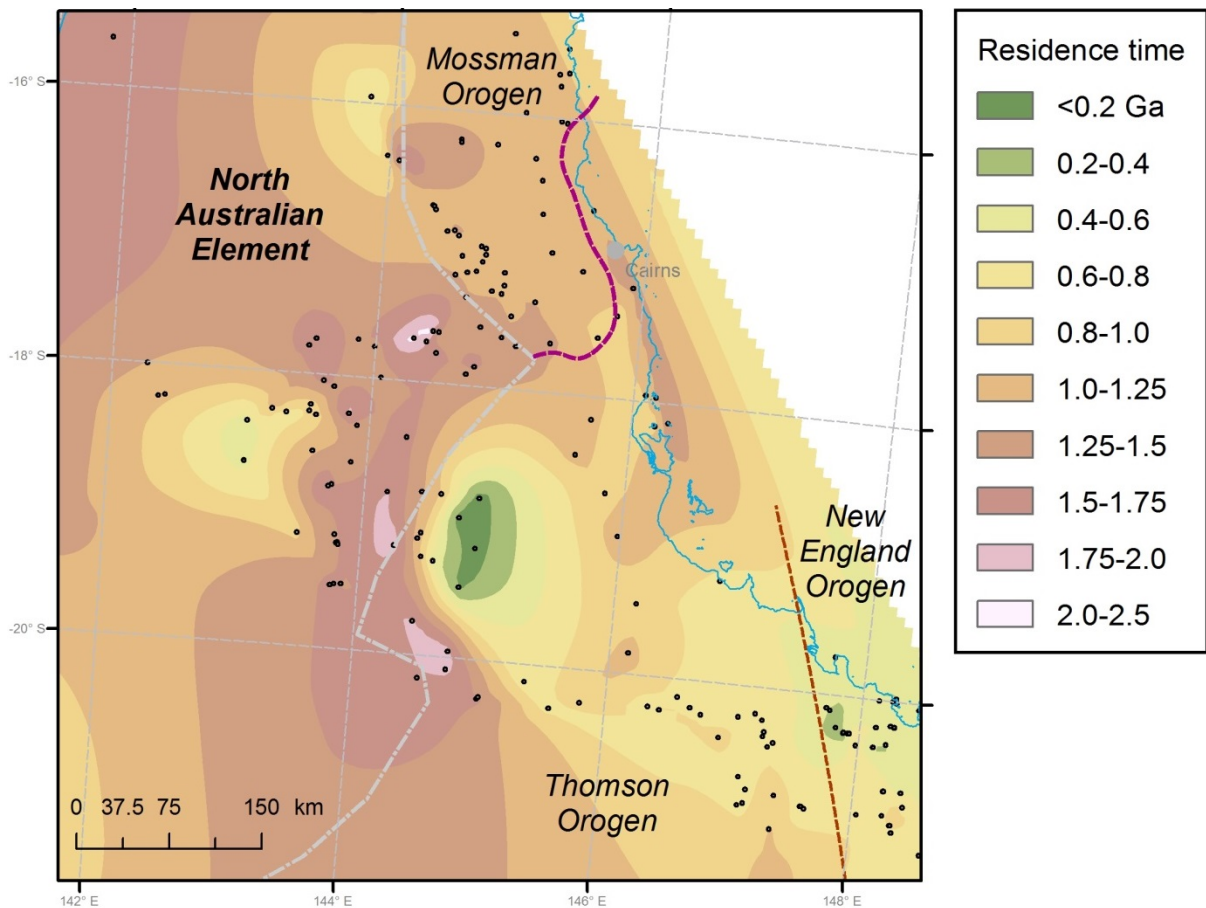 Mossman
Orogen
North
Australian
Element
Cairns
New
England
Orogen
Thomson
Orogen
0 37.5 75 150 km
-16° S
-18° S
-20° S
142° E
144° E
146° E
148° E
Residence time
<0.2 Ga
0.2-0.4
0.4-0.6
0.6-0.8
0.8-1.0
1.0-1.25
1.25-1.5
1.5-1.75
1.75-2.0
2.0-2.5